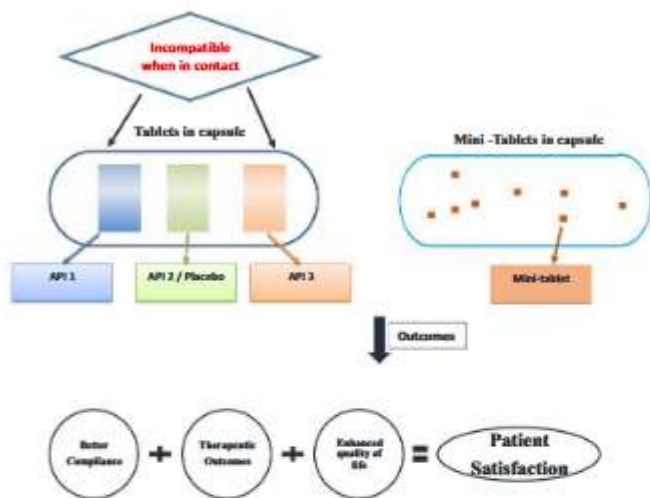 Incompatible
when in contact
Tablets in capsule
Mini -Tablets in capsule
API 1
API 2 / Placebo
API 3
Mini-tablet
Outcomes
Better
Compliance
+
Therapeutic
Outcomes
+
Enhanced
quality of
life
=
Patient
Satisfaction